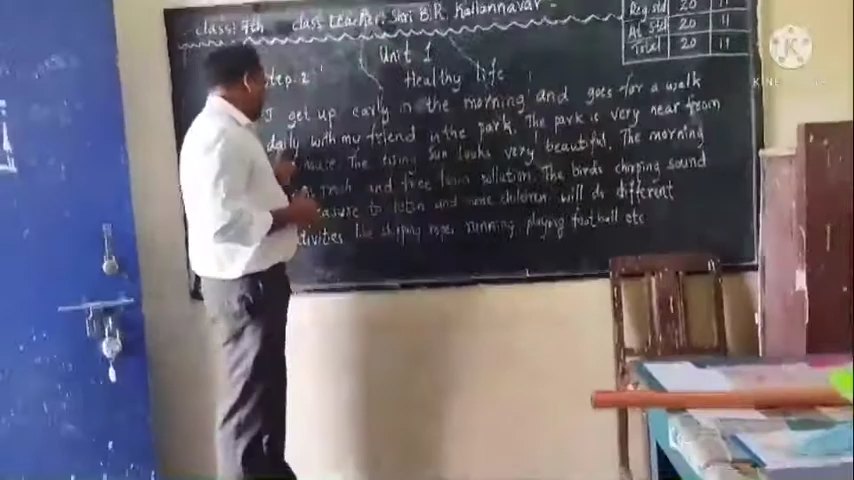 Class: 7th Class teacher: Shri B.R. Kallannavar
Regstd 20 11
At Std 20 11
Total 20 11
Unit 1
Step-2 Healthy life
I get up early in the morning and goes for a walk
daily with my friend in the park. The park is very near from
house. The rising sun looks very beautiful. The morning
fresh and free from pollution. The birds chirping sound
pleasure to listen and some children will do different
activities like skipping rope, running, playing football etc
KINEMASTER